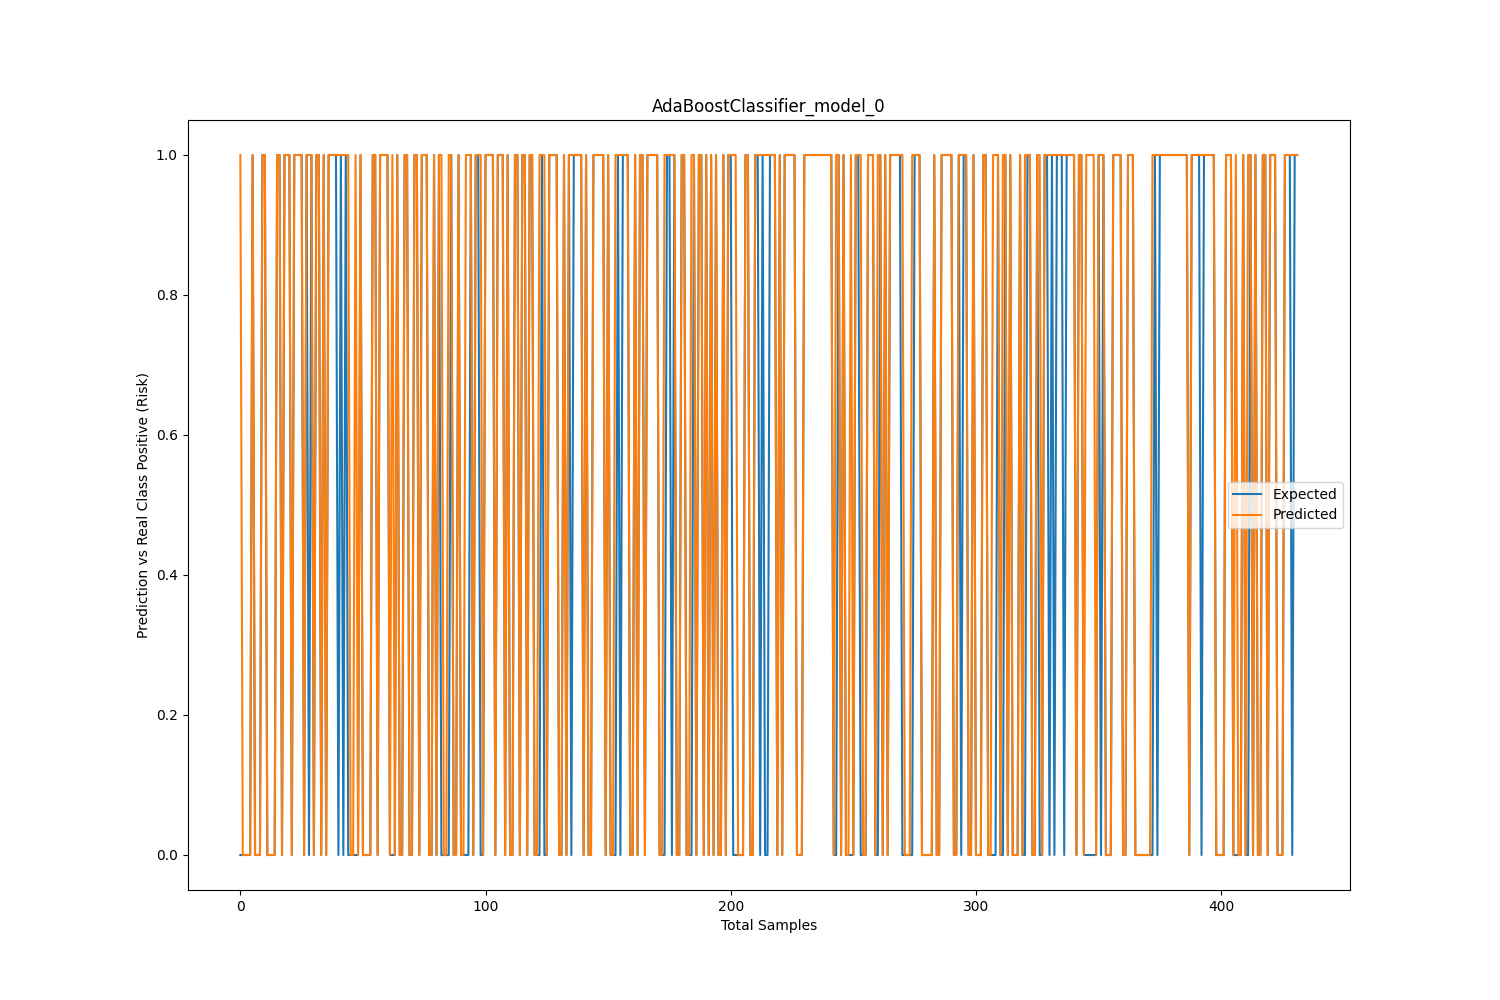 AdaBoostClassifier_model_0
Prediction vs Real Class Positive (Risk)
1.0
0.8
0.6
0.4
0.2
0.0
Expected
Predicted
0
100
200
300
400
Total Samples